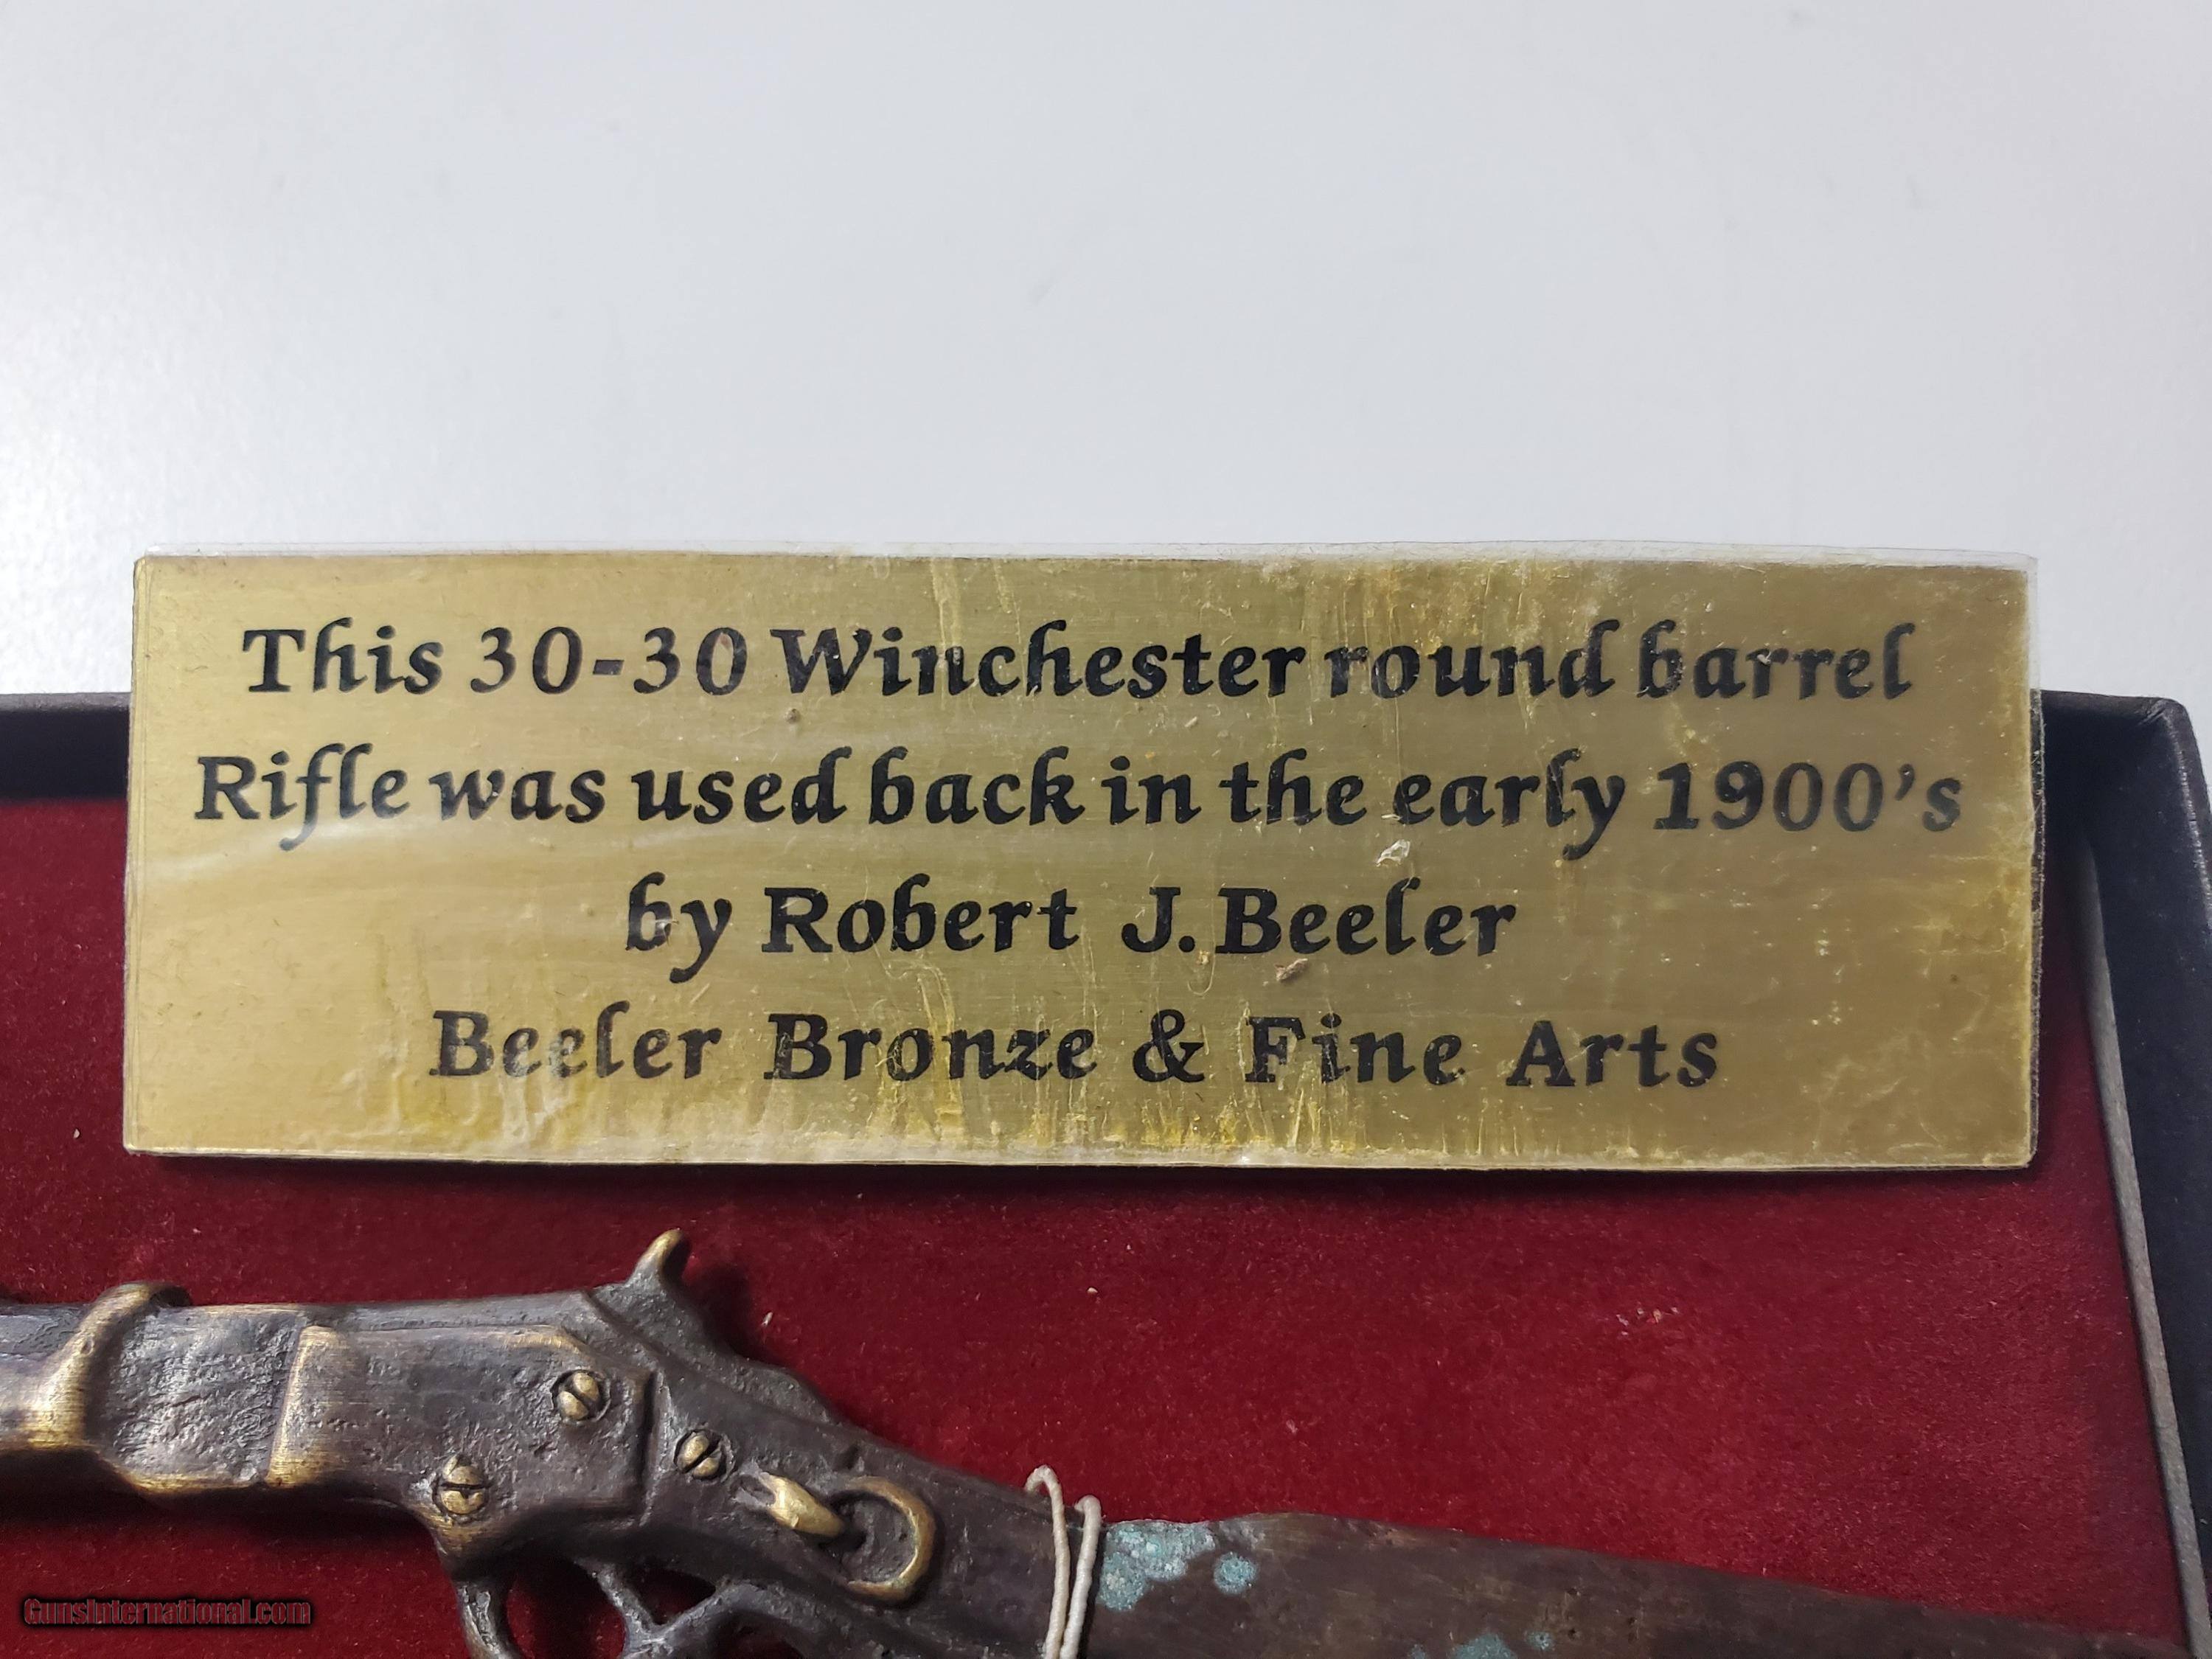 This 30-30 Winchester round barrel
Rifle was used back in the early 1900's
by Robert J. Beeler
Beeler Bronze & Fine Arts
GunsInternational.com